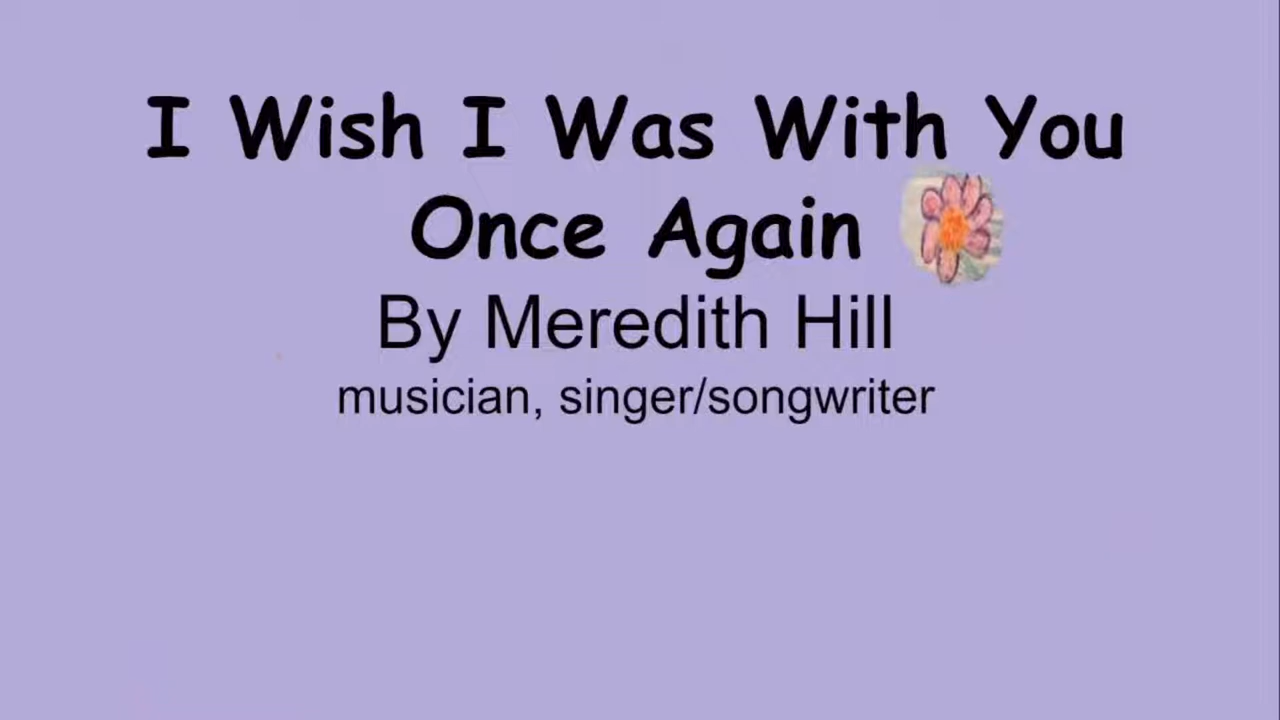 I Wish I Was With You
Once Again
By Meredith Hill
musician, singer/songwriter